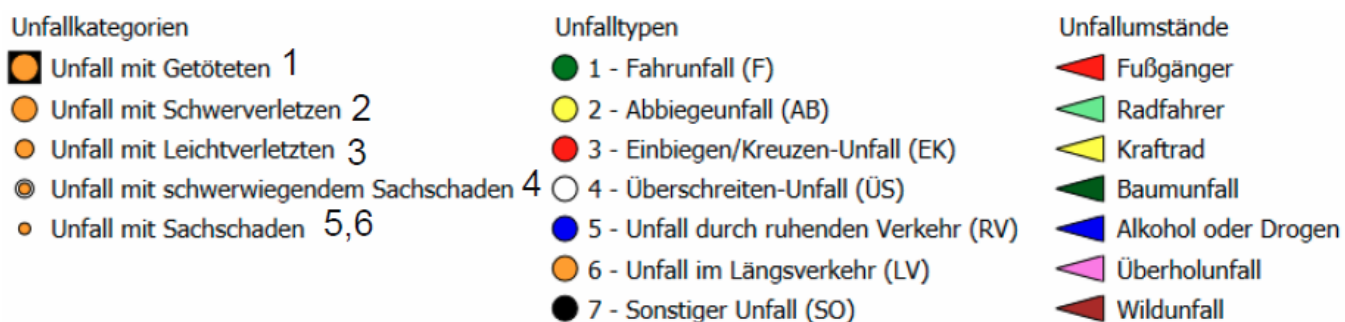 Unfallkategorien
Unfall mit Getöteten 1
Unfall mit Schwerverletzen 2
Unfall mit Leichtverletzten 3
Unfall mit schwerwiegendem Sachschaden 4
Unfall mit Sachschaden 5,6
Unfalltypen
1 - Fahrunfall (F)
2 - Abbiegeunfall (AB)
3 - Einbiegen/Kreuzen-Unfall (EK)
4 - Überschreiten-Unfall (ÜS)
5 - Unfall durch ruhenden Verkehr (RV)
6 - Unfall im Längsverkehr (LV)
7 - Sonstiger Unfall (SO)
Unfallumstände
Fußgänger
Radfahrer
Kraftrad
Baumunfall
Alkohol oder Drogen
Überholunfall
Wildunfall